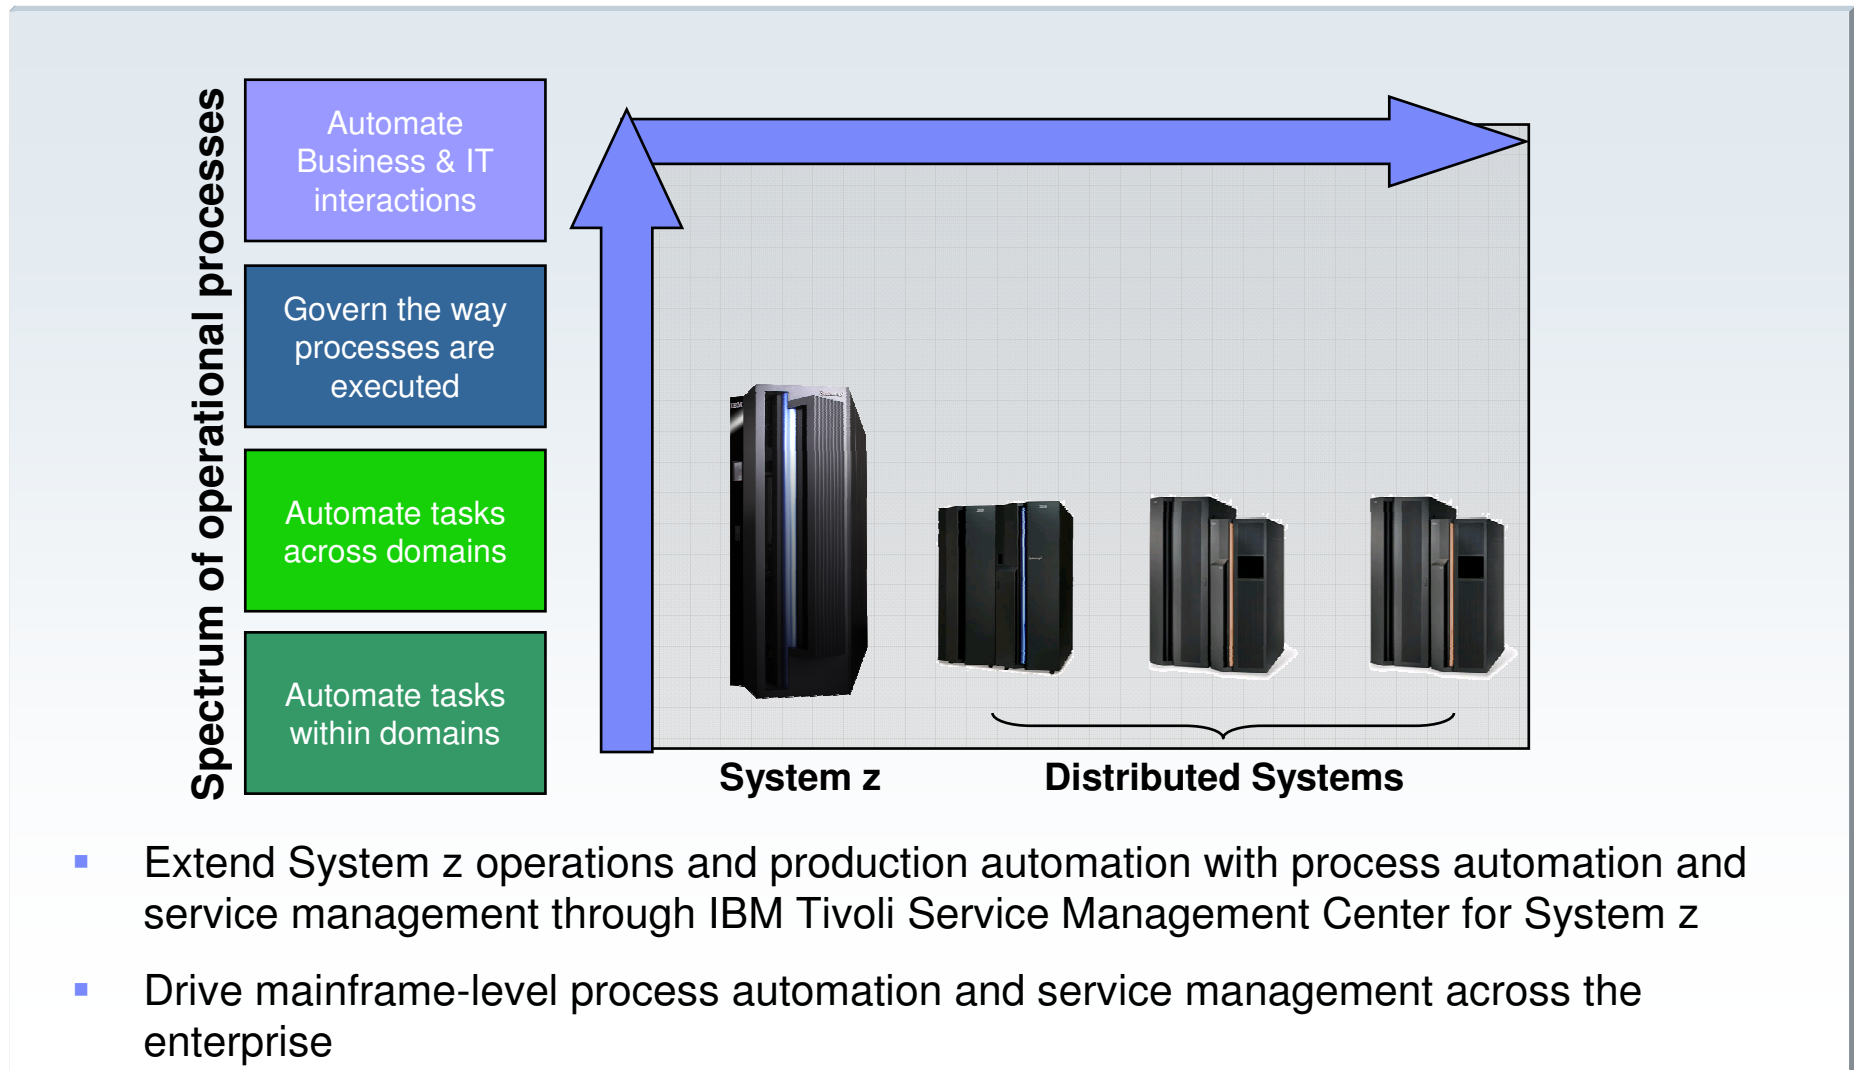 Spectrum of operational processes
Automate
Business & IT
interactions
Govern the way
processes are
executed
Automate tasks
across domains
Automate tasks
within domains
System z
Distributed Systems
▪ Extend System z operations and production automation with process automation and
service management through IBM Tivoli Service Management Center for System z
▪ Drive mainframe-level process automation and service management across the
enterprise